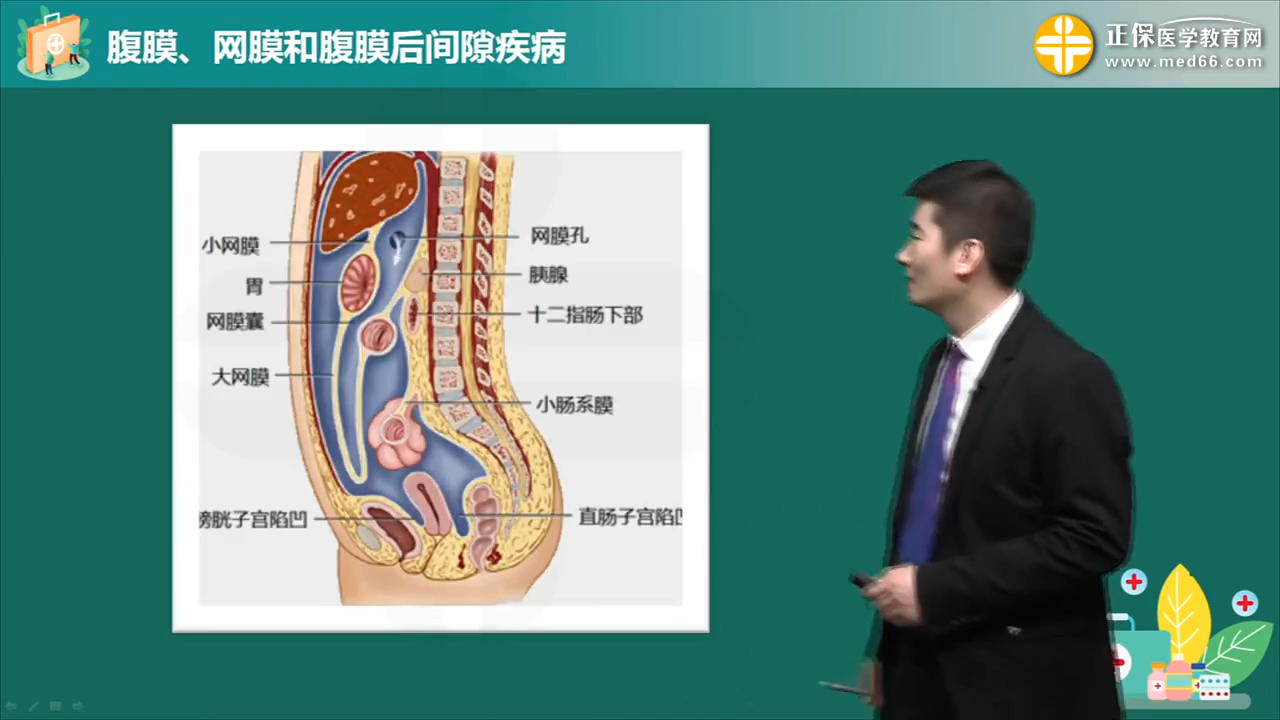 腹膜、网膜和腹膜后间隙疾病
正保医学教育网
www.med66.com
小网膜
网膜孔
胃
胰腺
网膜囊
十二指肠下部
大网膜
小肠系膜
膀胱子宫陷凹
直肠子宫陷凹